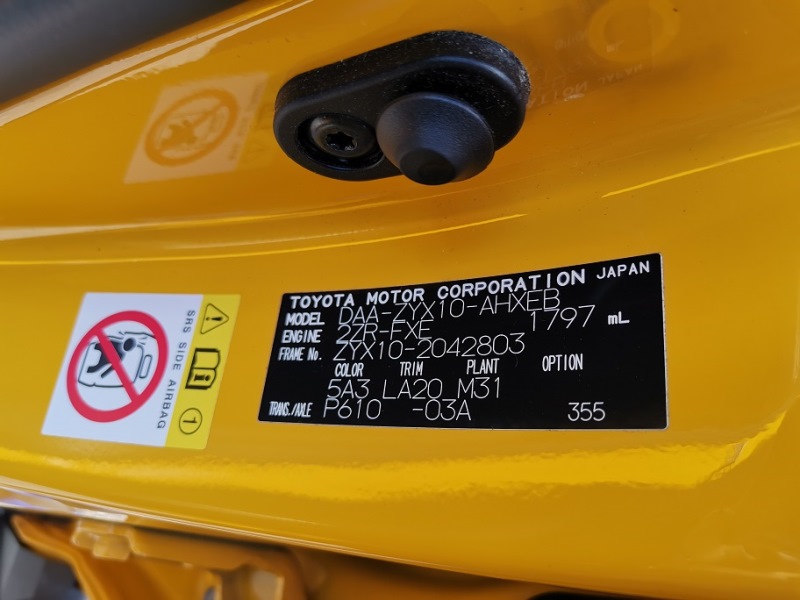 TOYOTA MOTOR CORPORATION JAPAN
MODEL DAA-ZYX10-AHXEB
ENGINE 2ZR-FXE 1797 mL
FRAME No. ZYX10-2042803
COLOR TRIM PLANT OPTION
5A3 LA20 M31
TRANS./AXLE P610 -03A 355
SRS SIDE AIRBAG
1